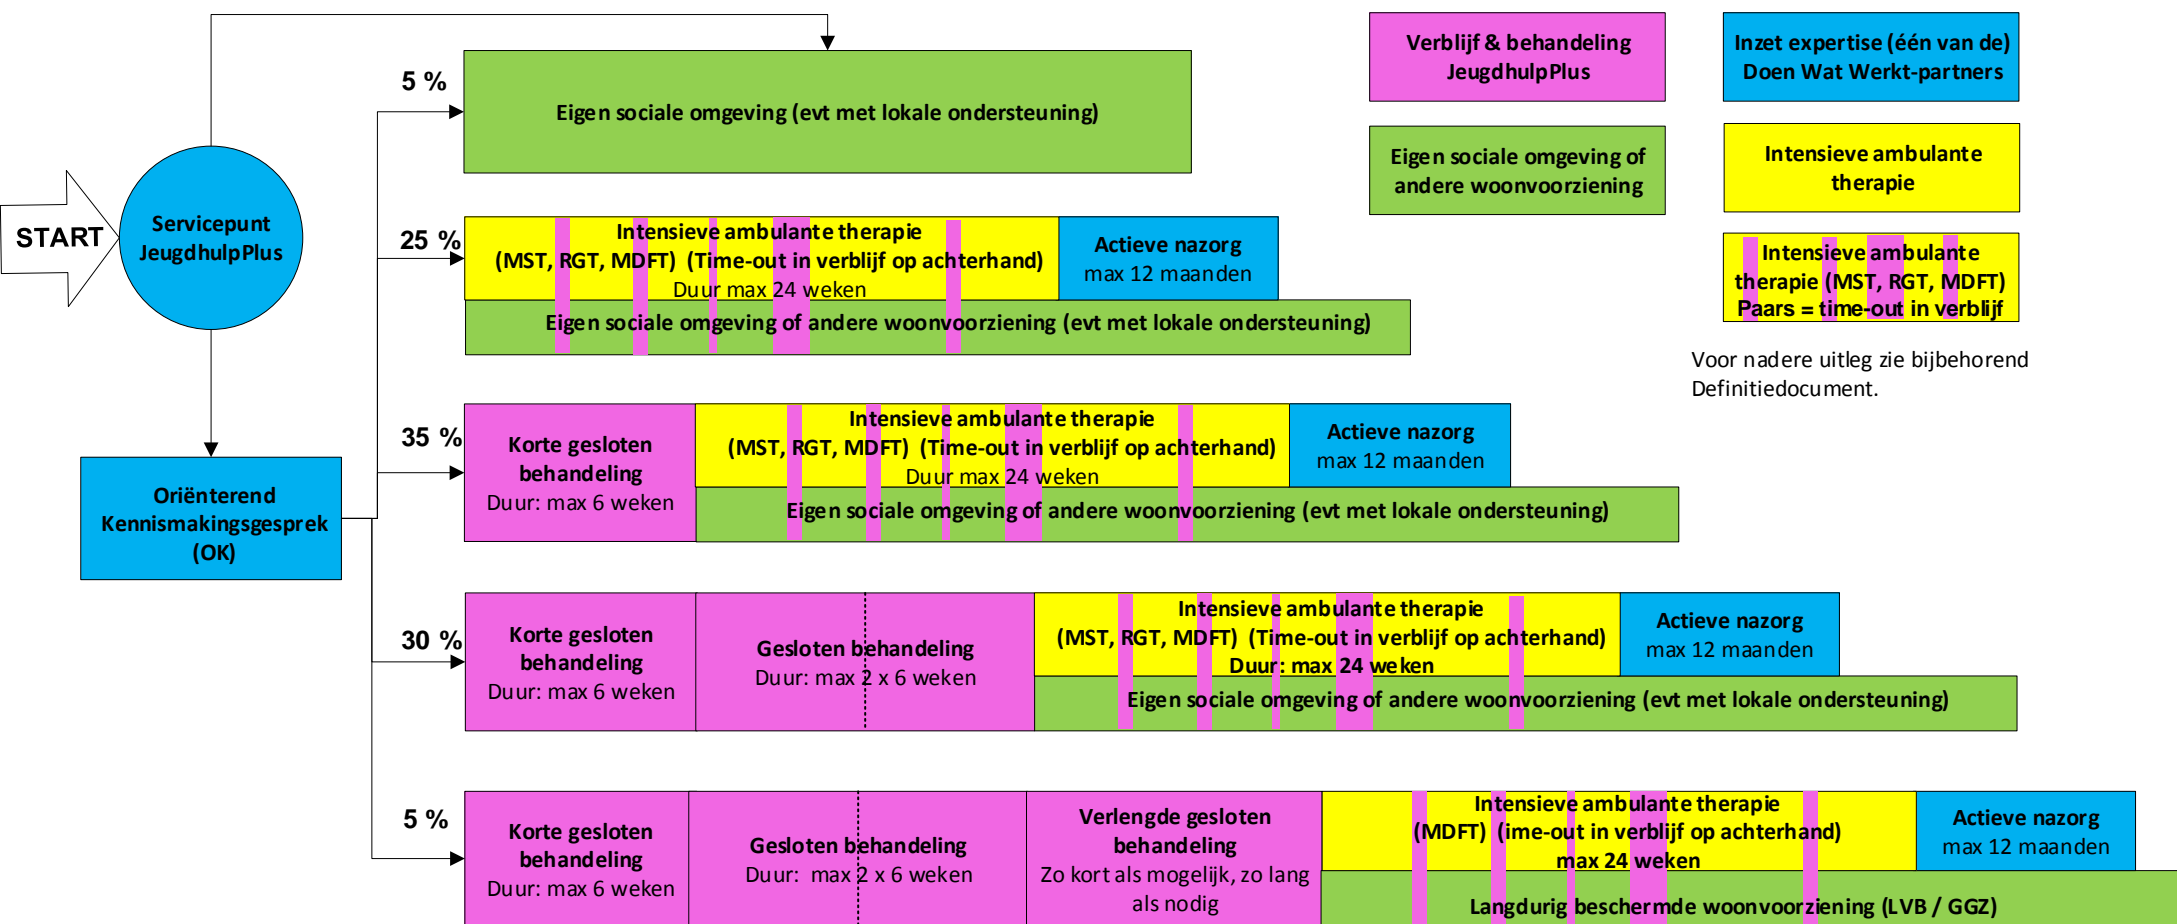 START
Servicepunt
JeugdhulpPlus
Oriënterend
Kennismakingsgesprek
(OK)
5 %
Eigen sociale omgeving (evt met lokale ondersteuning)
25 %
Intensieve ambulante therapie
(MST, RGT, MDFT) (Time-out in verblijf op achterhand)
Duur max 24 weken
Actieve nazorg
max 12 maanden
Eigen sociale omgeving of andere woonvoorziening (evt met lokale ondersteuning)
35 %
Korte gesloten
behandeling
Duur: max 6 weken
Intensieve ambulante therapie
(MST, RGT, MDFT) (Time-out in verblijf op achterhand)
Duur max 24 weken
Actieve nazorg
max 12 maanden
Eigen sociale omgeving of andere woonvoorziening (evt met lokale ondersteuning)
30 %
Korte gesloten
behandeling
Duur: max 6 weken
Gesloten behandeling
Duur: max 2 x 6 weken
Intensieve ambulante therapie
(MST, RGT, MDFT) (Time-out in verblijf op achterhand)
Duur: max 24 weken
Actieve nazorg
max 12 maanden
Eigen sociale omgeving of andere woonvoorziening (evt met lokale ondersteuning)
5 %
Korte gesloten
behandeling
Duur: max 6 weken
Gesloten behandeling
Duur: max 2 x 6 weken
Verlengde gesloten
behandeling
Zo kort als mogelijk, zo lang
als nodig
Intensieve ambulante therapie
(MDFT) (ime-out in verblijf op achterhand)
max 24 weken
Actieve nazorg
max 12 maanden
Langdurig beschermde woonvoorziening (LVB / GGZ)
Verblijf & behandeling
JeugdhulpPlus
Inzet expertise (één van de)
Doen Wat Werkt-partners
Eigen sociale omgeving of
andere woonvoorziening
Intensieve ambulante
therapie
Intensieve ambulante
therapie (MST, RGT, MDFT)
Paars = time-out in verblijf
Voor nadere uitleg zie bijbehorend
Definitiedocument.